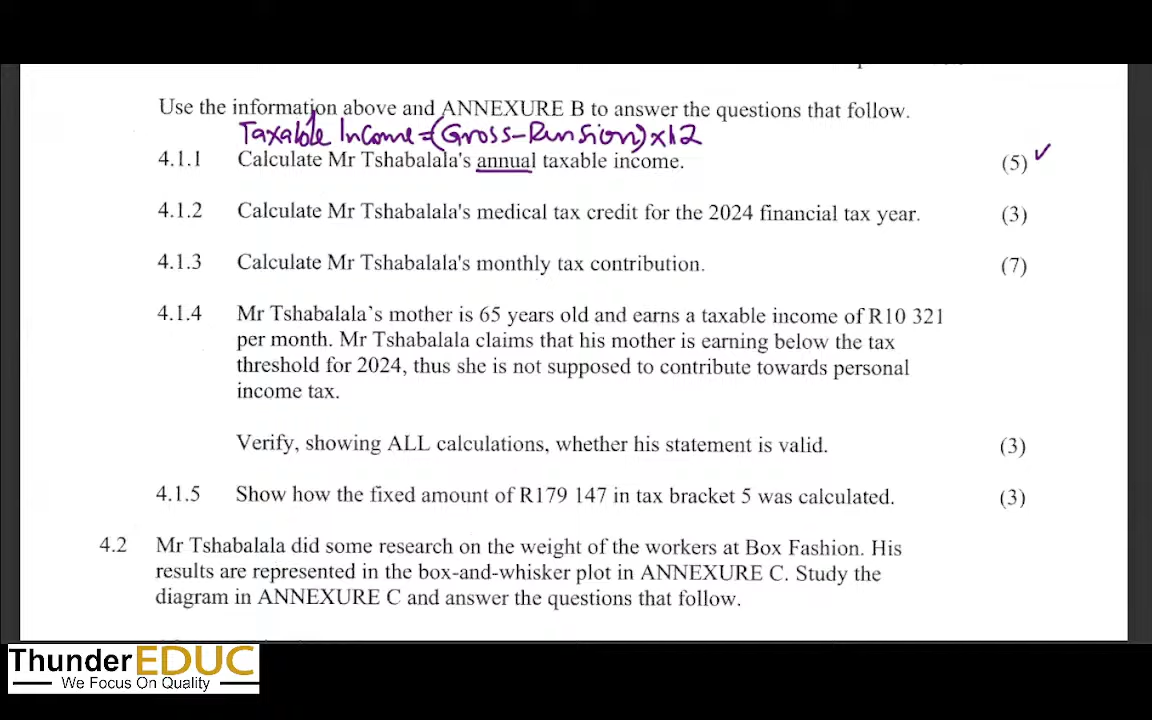 Use the information above and ANNEXURE B to answer the questions that follow.
Taxable Income=(Gross-Pension)x12
4.1.1 Calculate Mr Tshabalala's annual taxable income. (5)
4.1.2 Calculate Mr Tshabalala's medical tax credit for the 2024 financial tax year. (3)
4.1.3 Calculate Mr Tshabalala's monthly tax contribution. (7)
4.1.4 Mr Tshabalala's mother is 65 years old and earns a taxable income of R10 321
per month. Mr Tshabalala claims that his mother is earning below the tax
threshold for 2024, thus she is not supposed to contribute towards personal
income tax.
Verify, showing ALL calculations, whether his statement is valid. (3)
4.1.5 Show how the fixed amount of R179 147 in tax bracket 5 was calculated. (3)
4.2 Mr Tshabalala did some research on the weight of the workers at Box Fashion. His
results are represented in the box-and-whisker plot in ANNEXURE C. Study the
diagram in ANNEXURE C and answer the questions that follow.
ThunderEDUC
We Focus On Quality